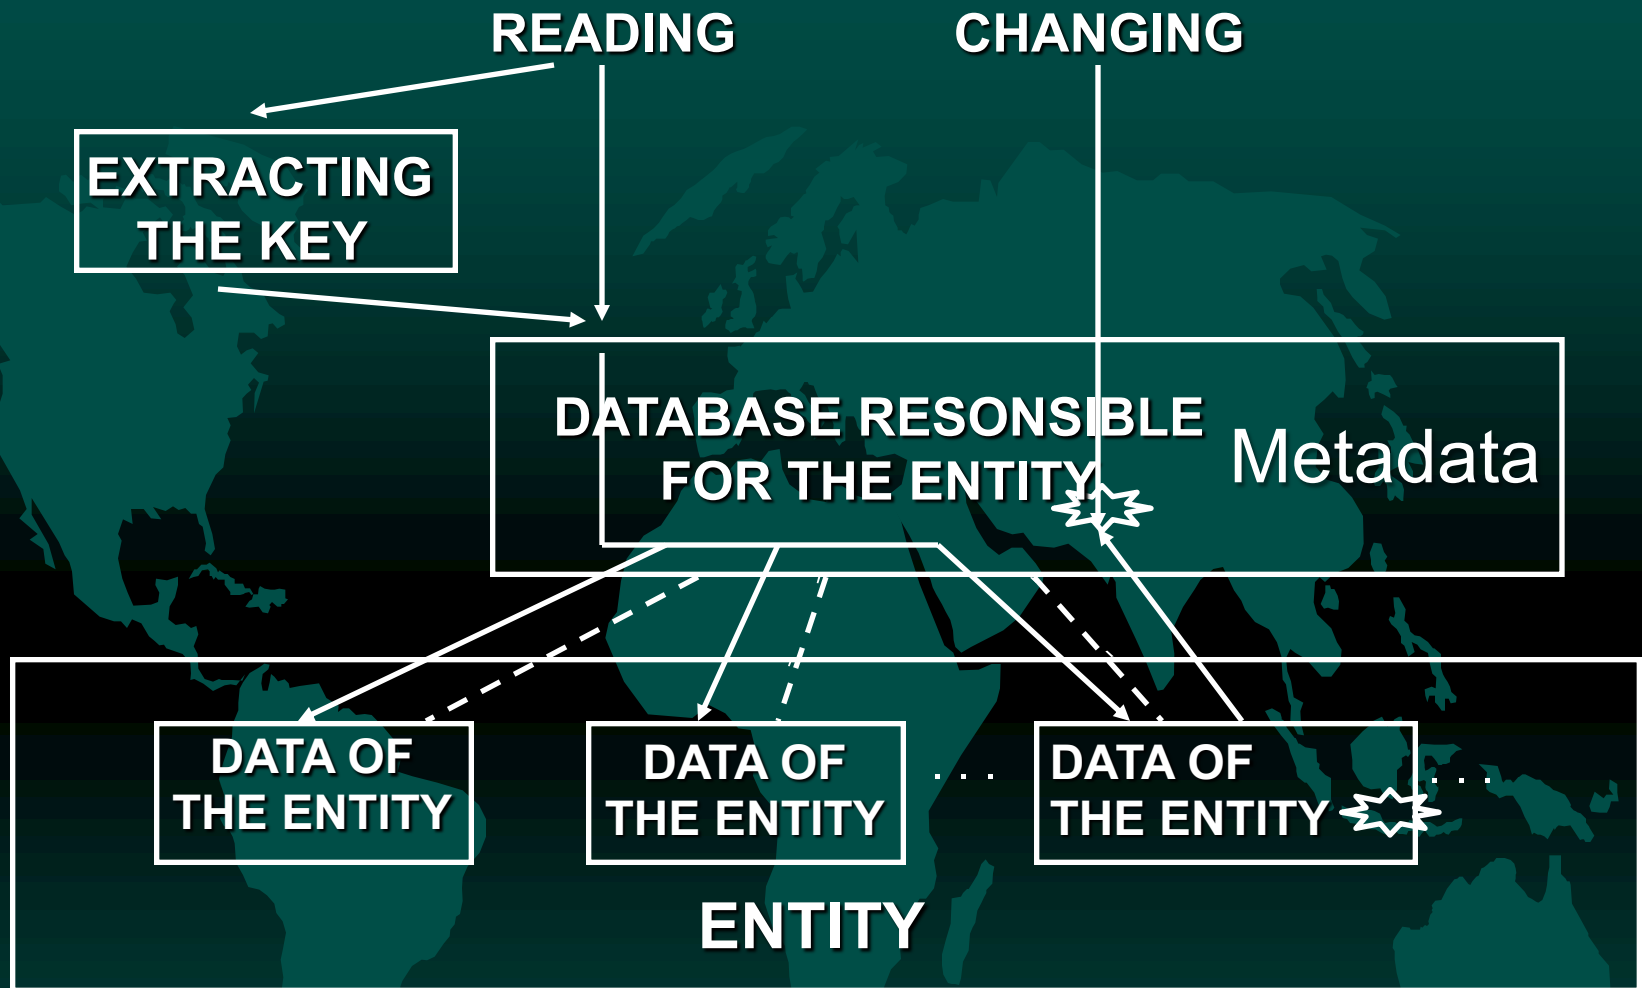 READING
CHANGING
EXTRACTING
THE KEY
DATABASE RESONSIBLE
FOR THE ENTITY
Metadata
DATA OF
THE ENTITY
DATA OF
THE ENTITY
. . .
DATA OF
THE ENTITY
. . .
ENTITY